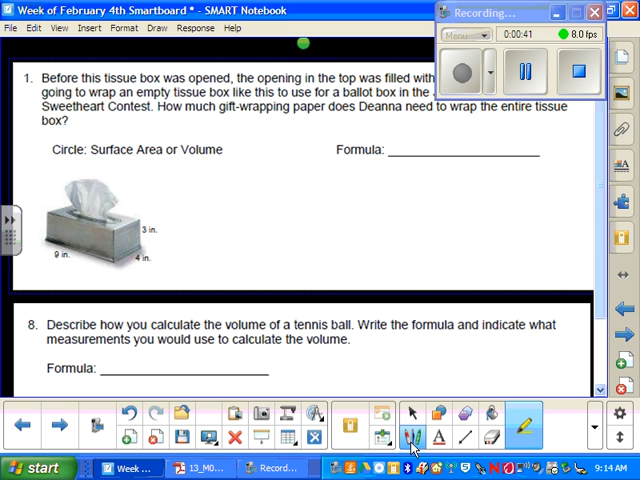 Week of February 4th Smartboard * - SMART Notebook
Recording...
File Edit View Insert Format Draw Response
Menu 0:00:41 8.0 fps
1. Before this tissue box was opened, the opening in the top was filled with
going to wrap an empty tissue box like this to use for a ballot box in the
Sweetheart Contest. How much gift-wrapping paper does Deanna need to wrap the entire tissue
box?
Circle: Surface Area or Volume Formula:
3 in.
9 in.
4 in.
8. Describe how you calculate the volume of a tennis ball. Write the formula and indicate what
measurements you would use to calculate the volume.
Formula:
A
start Week ... 13_M0... Recor... 9:14 AM